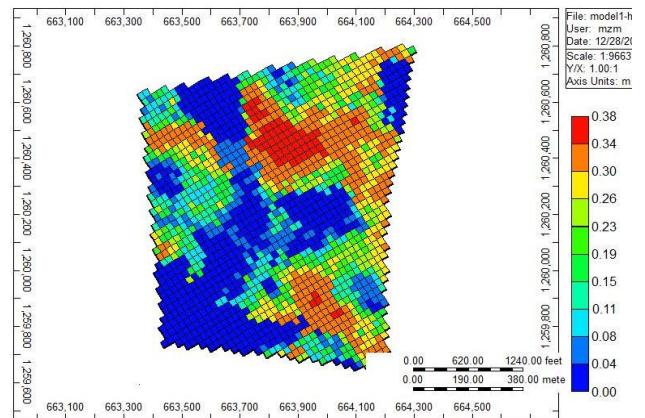 663,100 663,300 663,500 663,700 663,900 664,100 664,300 664,500
File: model1-h
User: mzm
Date: 12/28/20
Scale: 1:9663
Y/X: 1.00:1
Axis Units: m
1,260,800 1,260,800
1,260,600 1,260,600
1,260,400 1,260,400
1,260,200 1,260,200
1,260,000 1,260,000
1,259,800 1,259,800
1,259,600
0.38
0.34
0.30
0.26
0.23
0.19
0.15
0.11
0.08
0.04
0.00
0.00 620.00 1240.00 feet
0.00 190.00 380.00 mete
663,100 663,300 663,500 663,700 663,900 664,100 664,300 664,500